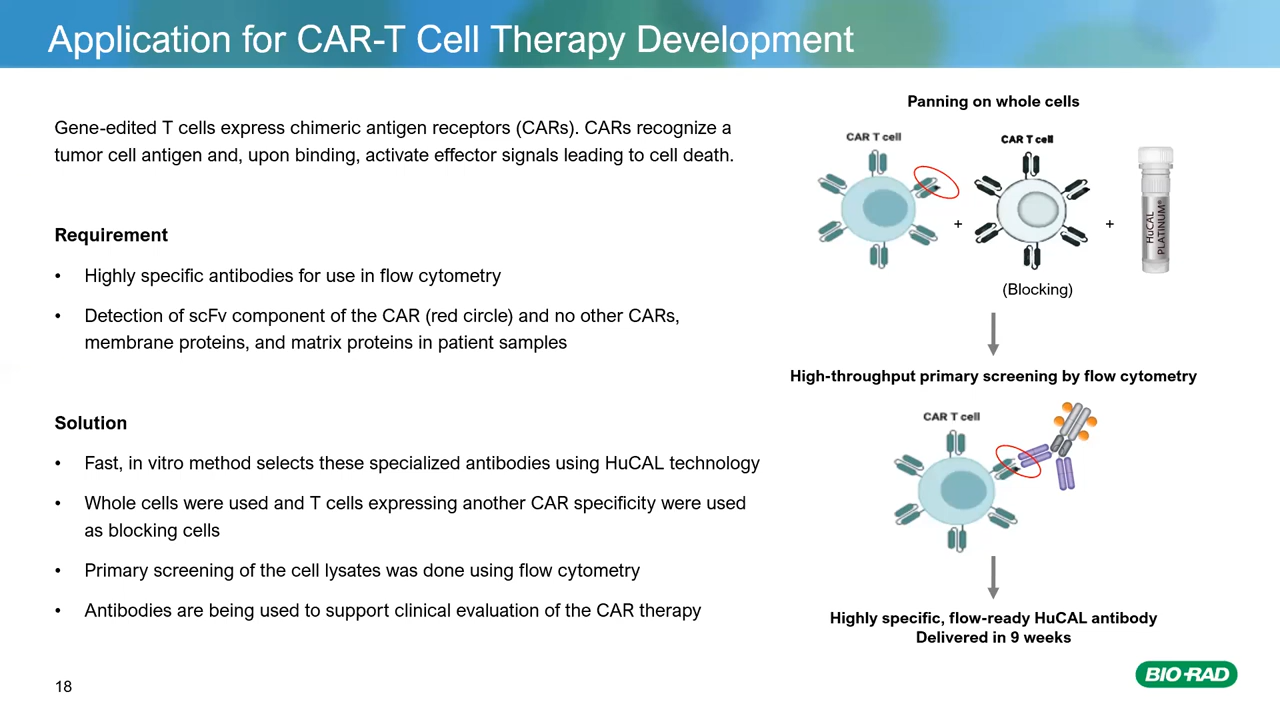 Application for CAR-T Cell Therapy Development
Gene-edited T cells express chimeric antigen receptors (CARs). CARs recognize a
tumor cell antigen and, upon binding, activate effector signals leading to cell death.
Requirement
• Highly specific antibodies for use in flow cytometry
• Detection of scFv component of the CAR (red circle) and no other CARs,
membrane proteins, and matrix proteins in patient samples
Solution
• Fast, in vitro method selects these specialized antibodies using HuCAL technology
• Whole cells were used and T cells expressing another CAR specificity were used
as blocking cells
• Primary screening of the cell lysates was done using flow cytometry
• Antibodies are being used to support clinical evaluation of the CAR therapy
Panning on whole cells
CAR T cell
CAR T cell
+
+
HuCAL
PLATINUM®
(Blocking)
High-throughput primary screening by flow cytometry
CAR T cell
Highly specific, flow-ready HuCAL antibody
Delivered in 9 weeks
18
BIO-RAD